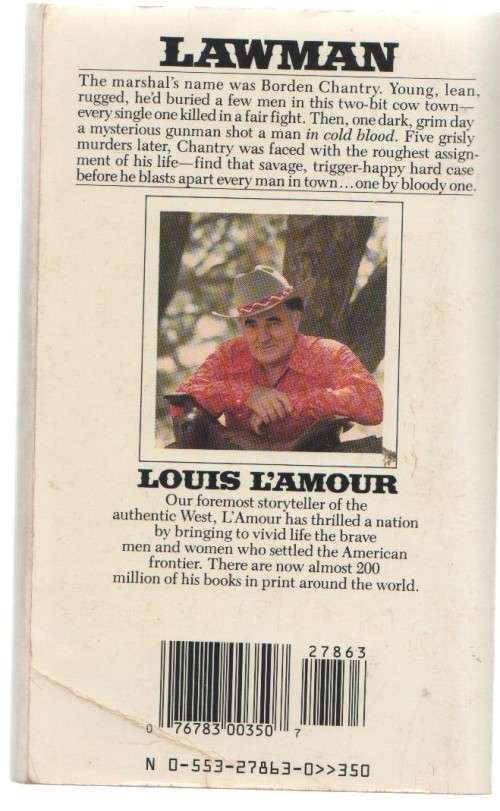 LAWMAN
The marshal's name was Borden Chantry. Young, lean,
rugged, he'd buried a few men in this two-bit cow town—
every single one killed in a fair fight. Then, one dark, grim day
a mysterious gunman shot a man in cold blood. Five grisly
murders later, Chantry was faced with the roughest assign-
ment of his life—find that savage, trigger-happy hard case
before he blasts apart every man in town...one by bloody one.
LOUIS L'AMOUR
Our foremost storyteller of the
authentic West, L'Amour has thrilled a nation
by bringing to vivid life the brave
men and women who settled the American
frontier. There are now almost 200
million of his books in print around the world.
27863
0 76783 00350 7
N 0-553-27863-0>>350